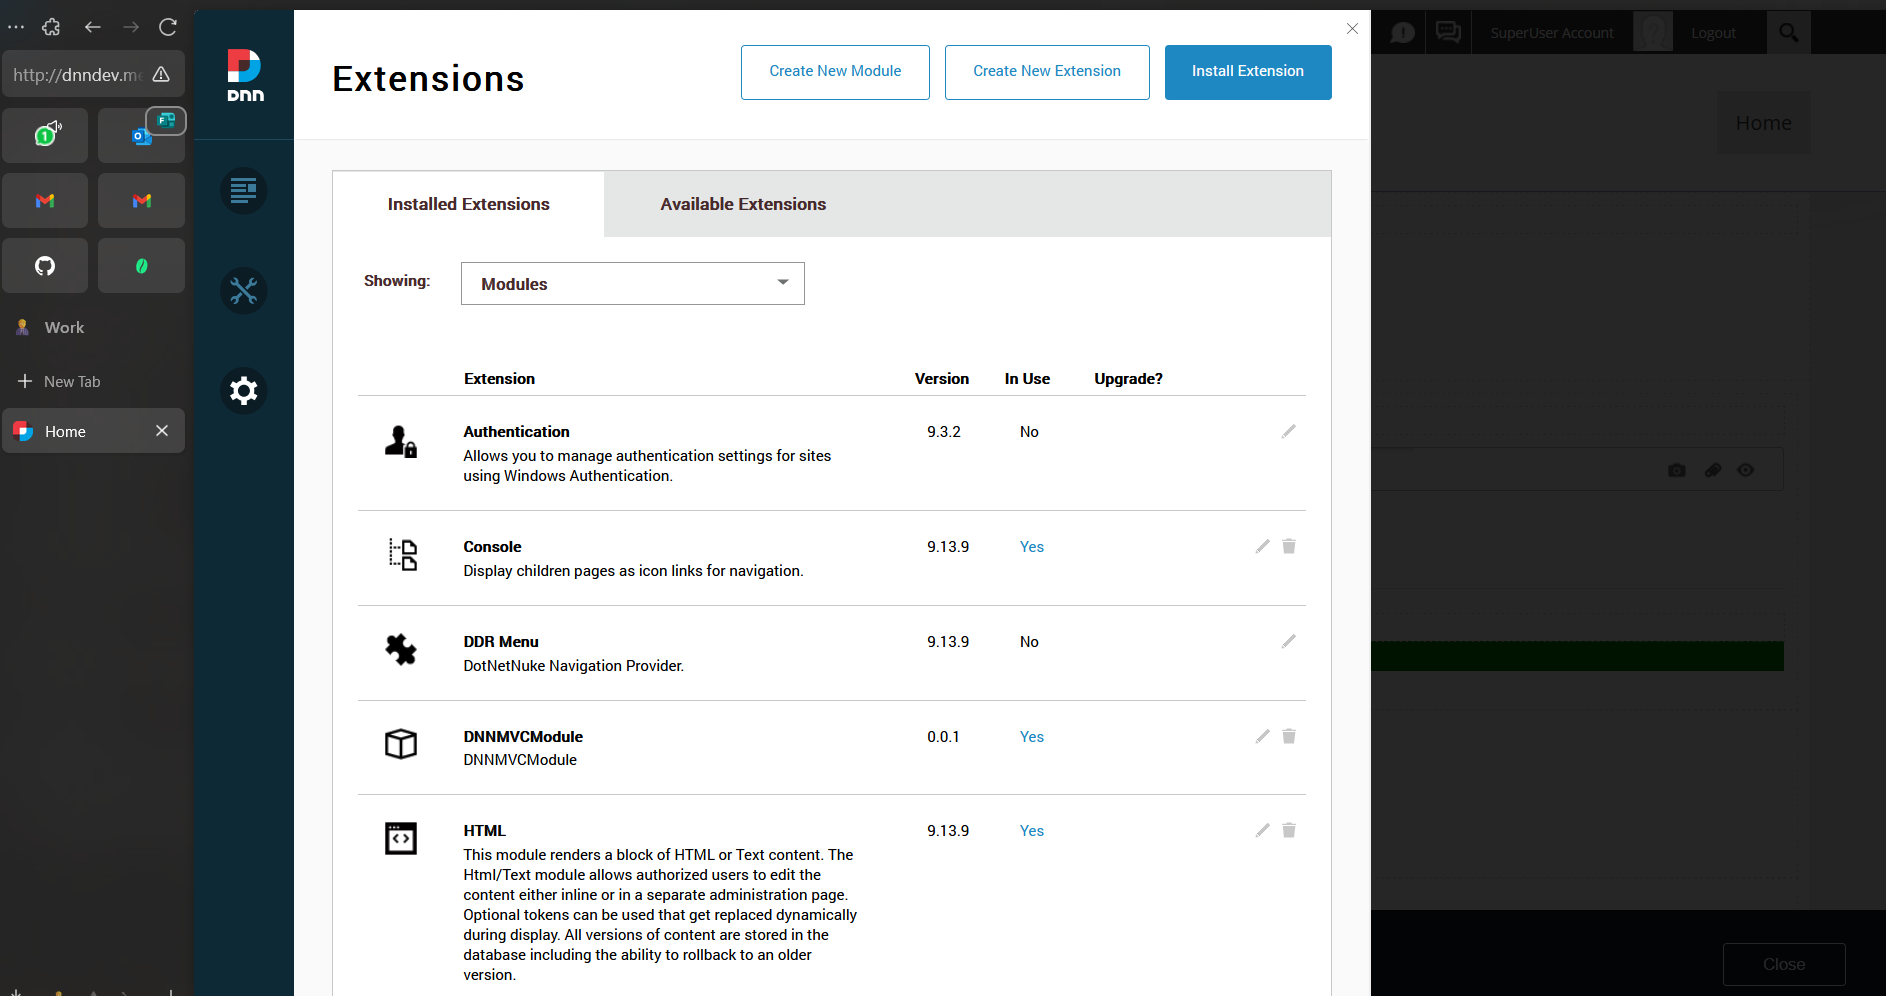 http://dnndev.me
1
Work
New Tab
Home
DNN
Extensions
Create New Module
Create New Extension
Install Extension
SuperUser Account
Logout
Home
Installed Extensions
Available Extensions
Showing:
Modules
Extension Version In Use Upgrade?
Authentication 9.3.2 No
Allows you to manage authentication settings for sites
using Windows Authentication.
Console 9.13.9 Yes
Display children pages as icon links for navigation.
DDR Menu 9.13.9 No
DotNetNuke Navigation Provider.
DNNMVCModule 0.0.1 Yes
DNNMVCModule
HTML 9.13.9 Yes
This module renders a block of HTML or Text content. The
Html/Text module allows authorized users to edit the
content either inline or in a separate administration page.
Optional tokens can be used that get replaced dynamically
during display. All versions of content are stored in the
database including the ability to rollback to an older
version.
Close